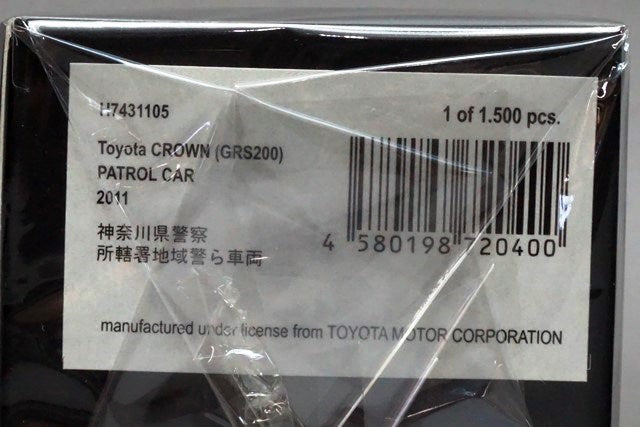 H7431105
1 of 1.500 pcs.
Toyota CROWN (GRS200)
PATROL CAR
2011
神奈川県警察
所轄署地域警ら車両
4 580198 720400
manufactured under license from TOYOTA MOTOR CORPORATION